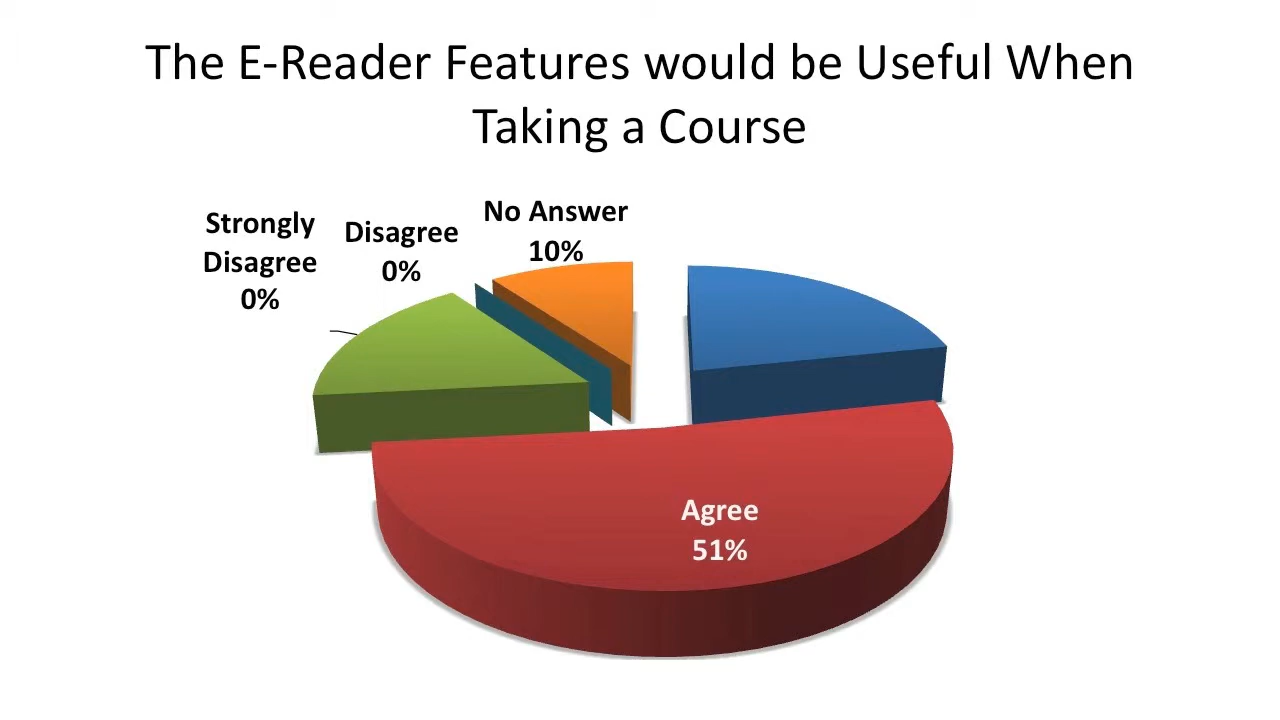 The E-Reader Features would be Useful When
Taking a Course
Strongly
Disagree
0%
Disagree
0%
No Answer
10%
Agree
51%